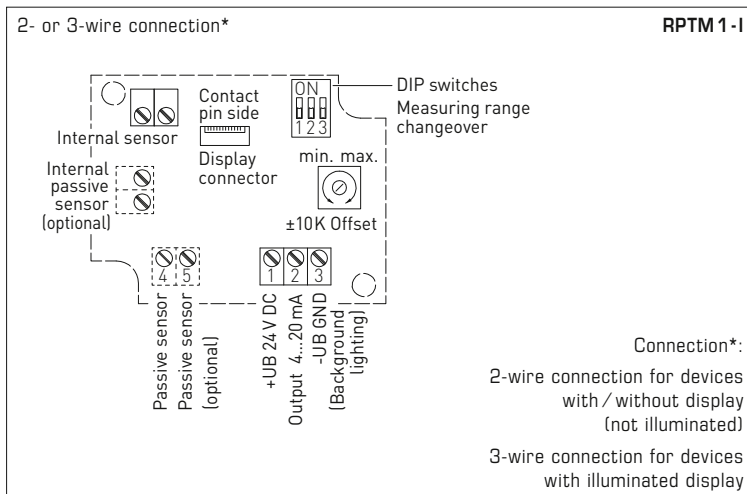 2- or 3-wire connection*
RPTM 1 - I
ON
1 2 3
DIP switches
Measuring range
changeover
Contact
pin side
Internal sensor
Display
connector
Internal
passive
sensor
(optional)
min. max.
±10K Offset
4
5
1
2
3
Passive sensor
Passive sensor
(optional)
+UB 24 V DC
Output 4...20 mA
-UB GND
(Background
lighting)
Connection*:
2-wire connection for devices
with / without display
(not illuminated)
3-wire connection for devices
with illuminated display